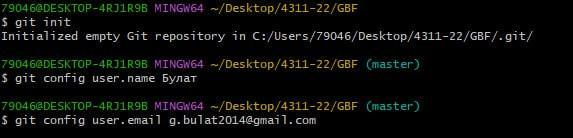 79046@DESKTOP-4RJ1R9B MINGW64 ~/Desktop/4311-22/GBF
$ git init
Initialized empty Git repository in C:/Users/79046/Desktop/4311-22/GBF/.git/
79046@DESKTOP-4RJ1R9B MINGW64 ~/Desktop/4311-22/GBF (master)
$ git config user.name Булат
79046@DESKTOP-4RJ1R9B MINGW64 ~/Desktop/4311-22/GBF (master)
$ git config user.email g.bulat2014@gmail.com